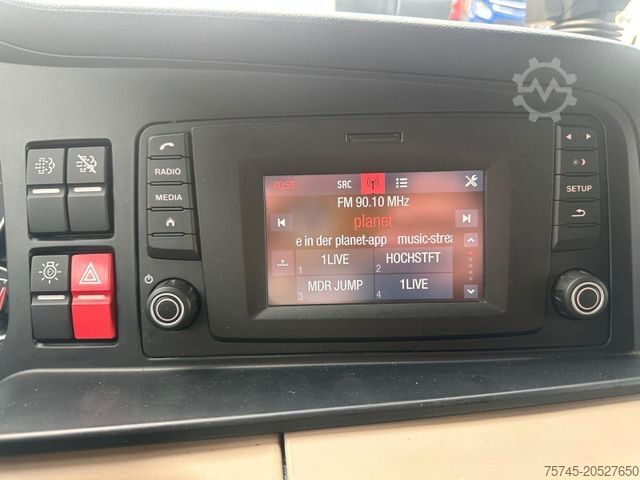 RADIO
MEDIA
SETUP
00:56 SRC
FM 90.10 MHz
planet
e in der planet-app music-strea
1 1LIVE
2 HOCHSTFT
3 MDR JUMP
4 1LIVE
75745-20527650